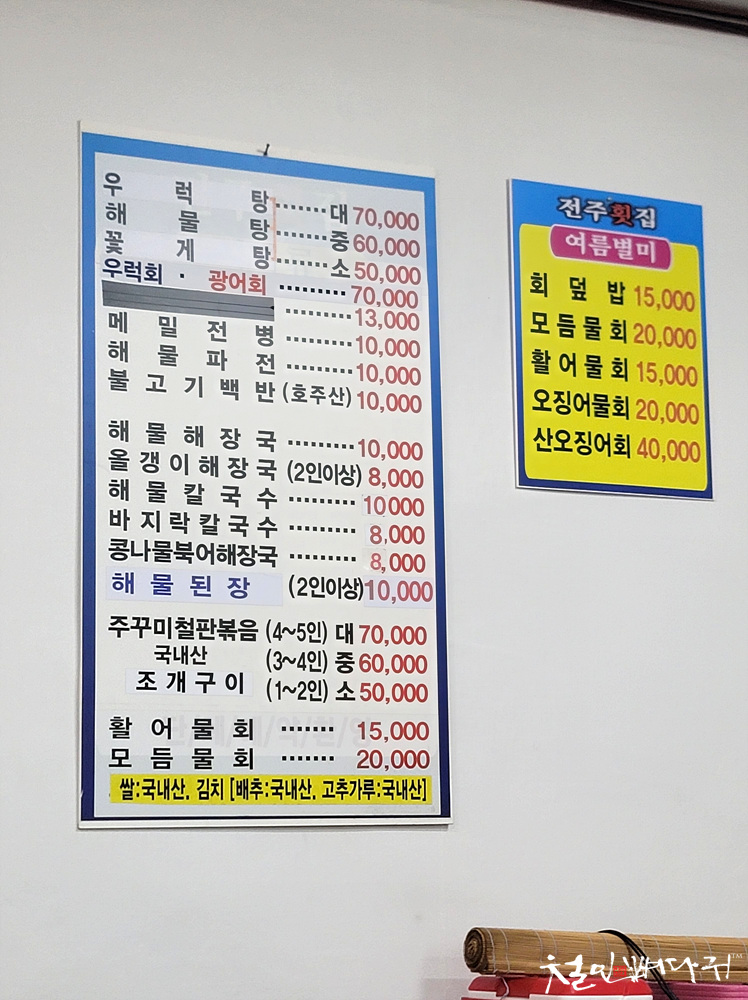 우럭탕 ....... 대 70,000
해물탕 ....... 중 60,000
꽃게탕 ....... 소 50,000
우럭회 · 광어회 ......... 70,000
......... 13,000
메밀전병 ......... 10,000
해물파전 ......... 10,000
불고기백반 (호주산) 10,000
해물해장국 ......... 10,000
올갱이해장국 (2인이상) 8,000
해물칼국수 ......... 10000
바지락칼국수 ......... 8,000
콩나물북어해장국 ......... 8,000
해물된장 (2인이상) 10,000
주꾸미철판볶음 (4~5인) 대 70,000
국내산 (3~4인) 중 60,000
조개구이 (1~2인) 소 50,000
활어물회 ....... 15,000
모듬물회 ....... 20,000
쌀:국내산. 김치 [배추:국내산. 고추가루:국내산]
전주횟집
여름별미
회덮밥 15,000
모듬물회 20,000
활어물회 15,000
오징어물회 20,000
산오징어회 40,000
철인뼈다귀™